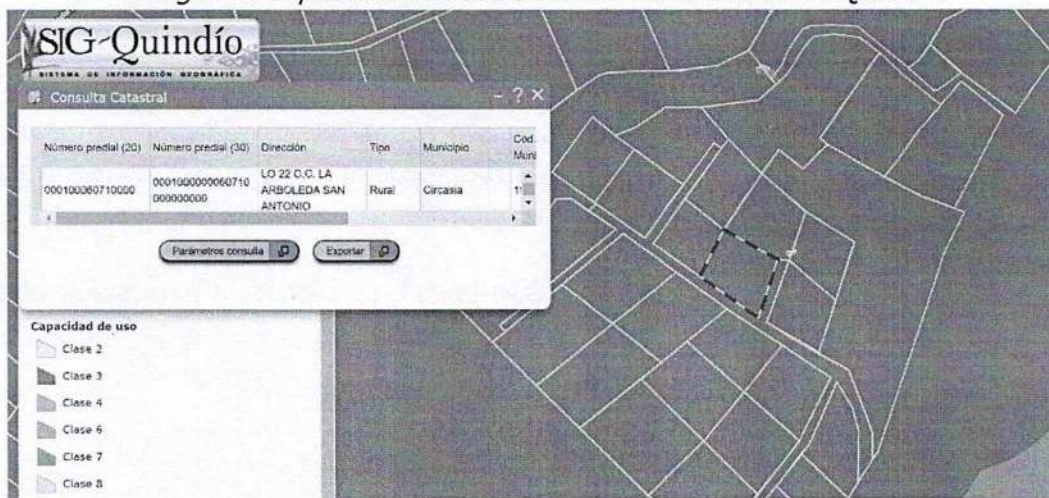 SIG-Quindío
SISTEMA DE INFORMACIÓN GEOGRÁFICA
Consulta Catastral
Número predial (20) Número predial (30) Dirección Tipo Municipio Cod. Muni
000100060710000 0001000000060710 000000000 LO 22 C.C. LA ARBOLEDA SAN ANTONIO Rural Circasia
Parámetros consulta Exportar
Capacidad de uso
Clase 2
Clase 3
Clase 4
Clase 6
Clase 7
Clase 8